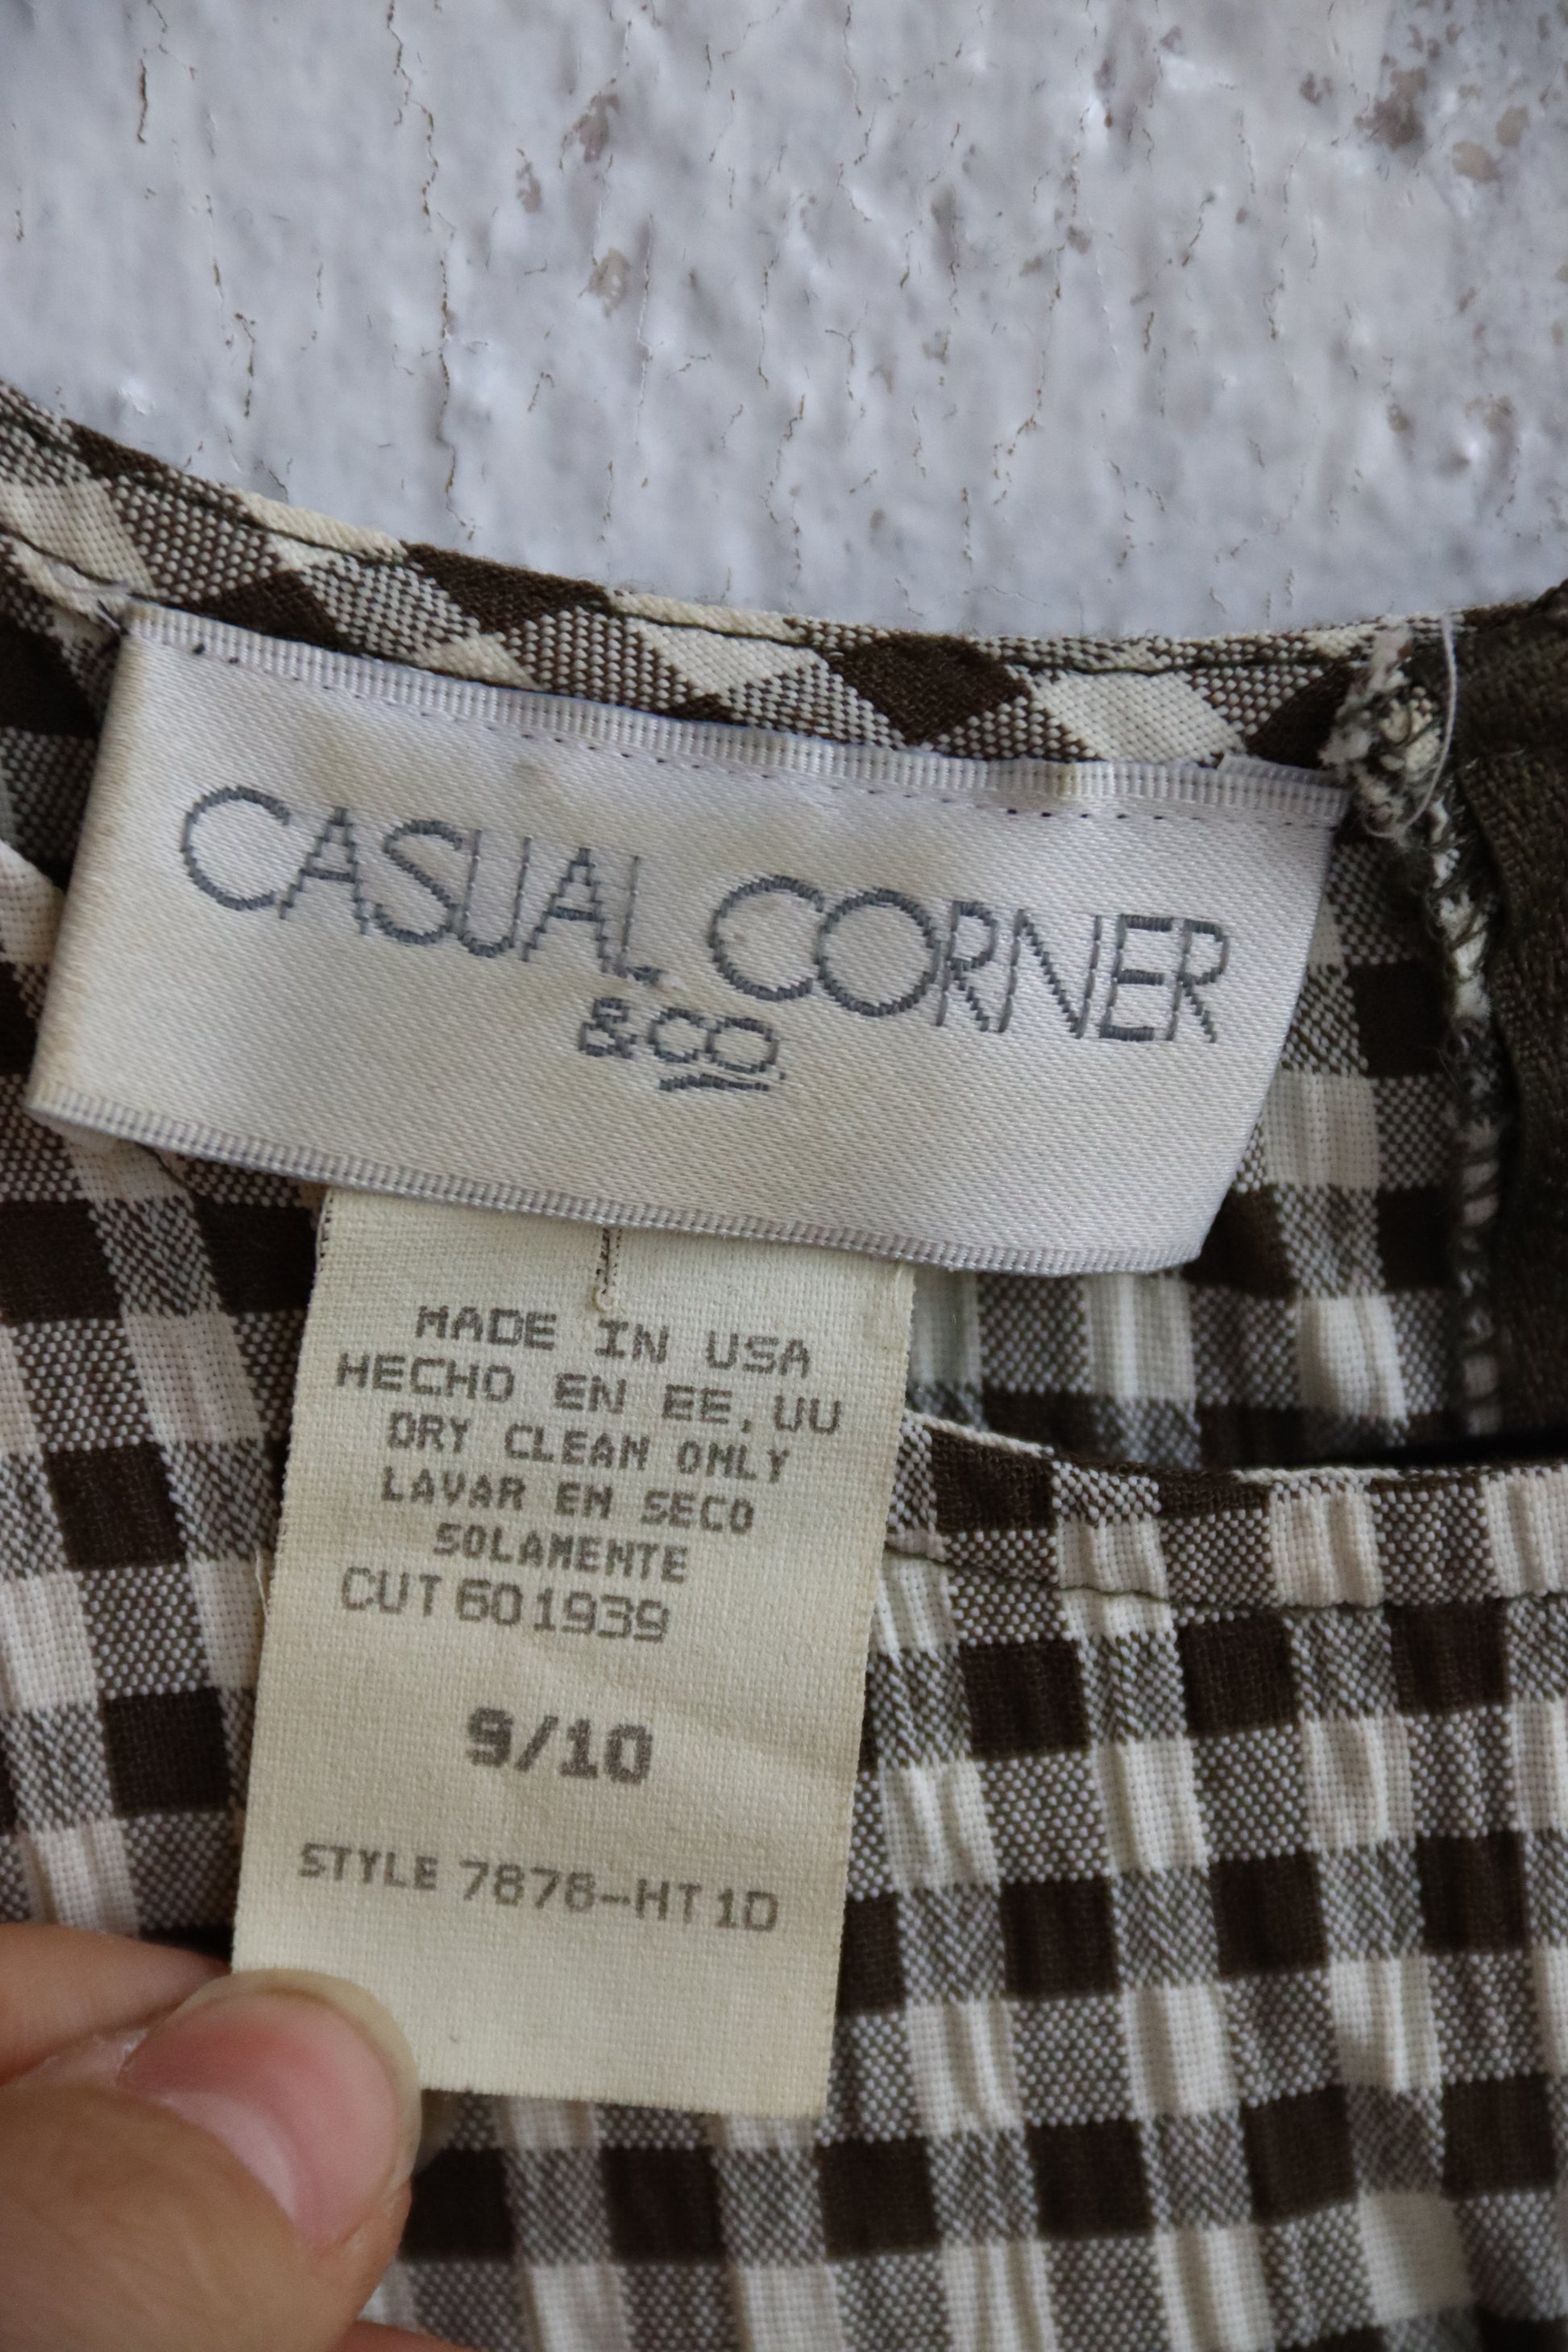 CASUAL CORNER
&CO.
MADE IN USA
HECHO EN EE,UU
DRY CLEAN ONLY
LAVAR EN SECO
SOLAMENTE
CUT 601939
9/10
STYLE 7876-HT1D